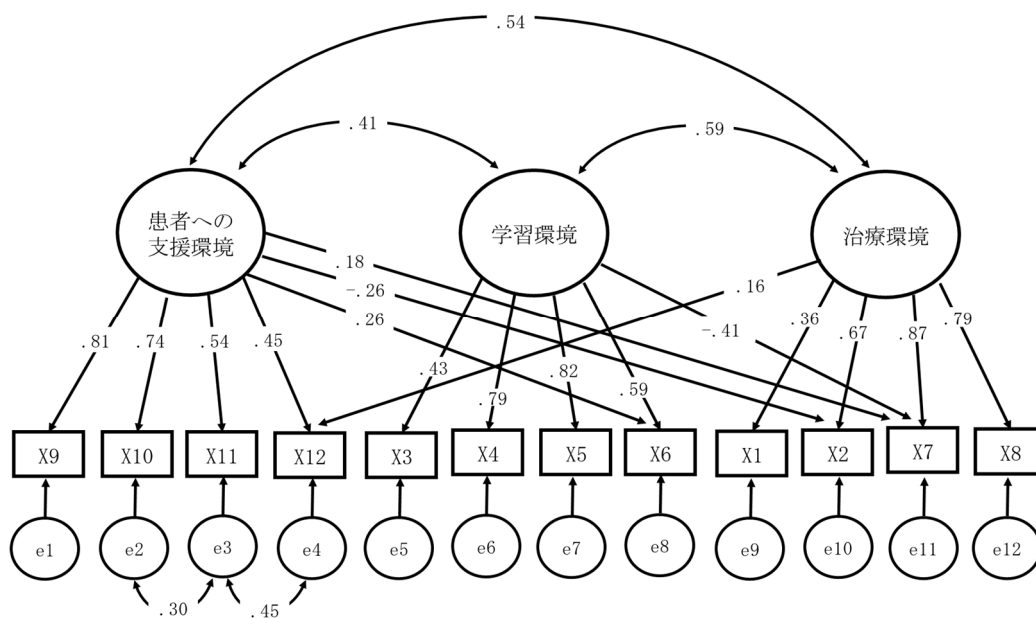 .54
.41
.59
患者への
支援環境
学習環境
治療環境
.18
-.26
.26
.16
-.41
.81
.74
.54
.45
.43
.79
.82
.59
.36
.67
.87
.79
X9
X10
X11
X12
X3
X4
X5
X6
X1
X2
X7
X8
e1
e2
e3
e4
e5
e6
e7
e8
e9
e10
e11
e12
.30
.45